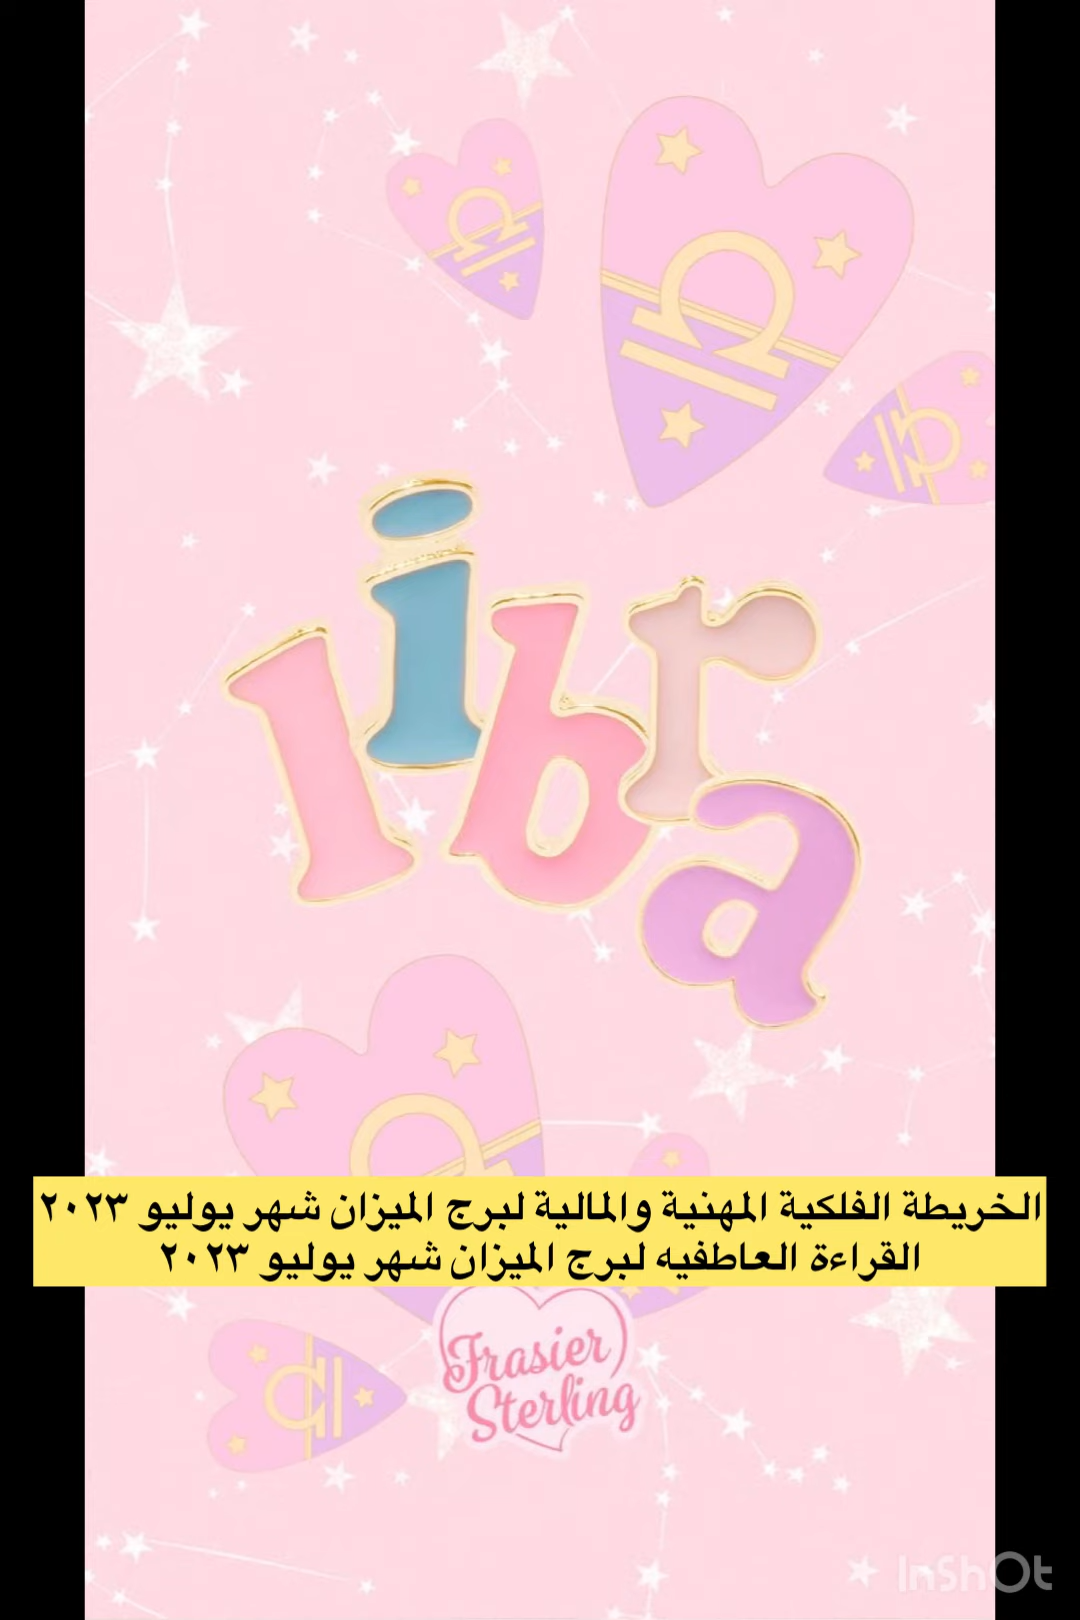 libra
الخريطة الفلكية المهنية والمالية لبرج الميزان شهر يوليو ٢٠٢٣
القراءة العاطفيه لبرج الميزان شهر يوليو ٢٠٢٣
Frasier
Sterling
InShOt